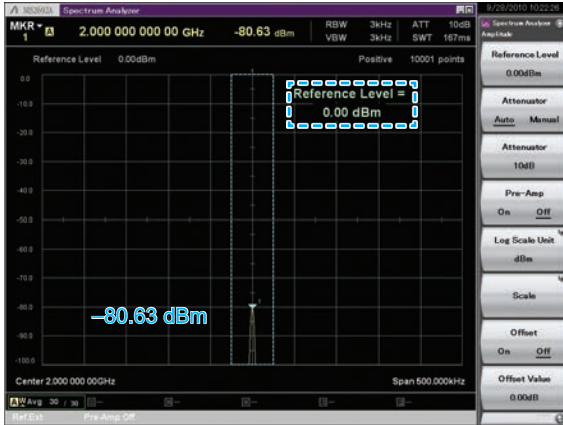 MS2692A Spectrum Analyzer
9/28/2010 10:22:26
MKR
1
A
2.000 000 000 00 GHz
-80.63 dBm
RBW 3kHz
VBW 3kHz
ATT 10dB
SWT 167ms
Reference Level 0.00dBm
Positive 10001 points
0.0
-10.0
-20.0
-30.0
-40.0
-50.0
-60.0
-70.0
-80.0
-90.0
-100.0
Reference Level =
0.00 dBm
1
–80.63 dBm
Center 2.000 000 00GHz
Span 500.000kHz
A W Avg 30 / 30
Ref.Ext Pre-Amp Off
Spectrum Analyzer
Amplitude
Reference Level
0.00dBm
Attenuator
Auto Manual
Attenuator
10dB
Pre-Amp
On Off
Log Scale Unit
dBm
Scale
Offset
On Off
Offset Value
0.00dB